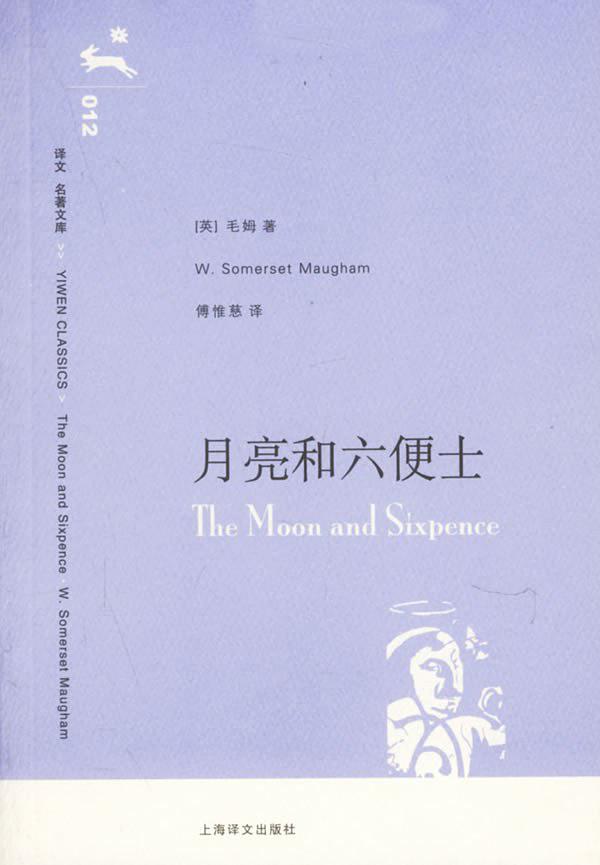 012
译文 名著文库 >> YIWEN CLASSICS > The Moon and Sixpence · W. Somerset Maugham
[英] 毛姆 著
W. Somerset Maugham
傅惟慈 译
月亮和六便士
The Moon and Sixpence
上海译文出版社